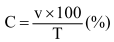 C = v×100 / T (%)